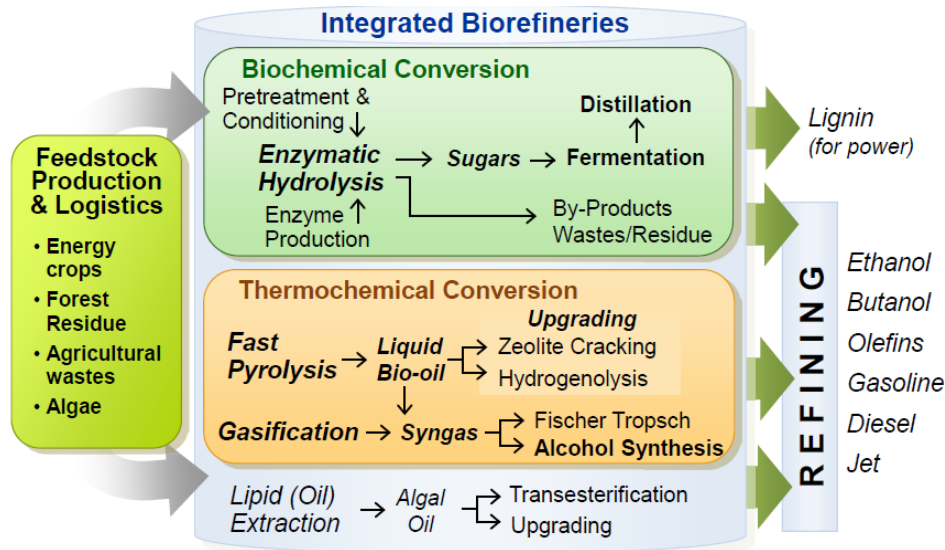 Integrated Biorefineries
Feedstock
Production
& Logistics
• Energy
crops
• Forest
Residue
• Agricultural
wastes
• Algae
Biochemical Conversion
Pretreatment &
Conditioning
Enzymatic
Hydrolysis
Enzyme
Production
Sugars
Fermentation
Distillation
By-Products
Wastes/Residue
Thermochemical Conversion
Fast
Pyrolysis
Liquid
Bio-oil
Upgrading
Zeolite Cracking
Hydrogenolysis
Gasification
Syngas
Fischer Tropsch
Alcohol Synthesis
Lipid (Oil)
Extraction
Algal
Oil
Transesterification
Upgrading
Lignin
(for power)
REFINING
Ethanol
Butanol
Olefins
Gasoline
Diesel
Jet